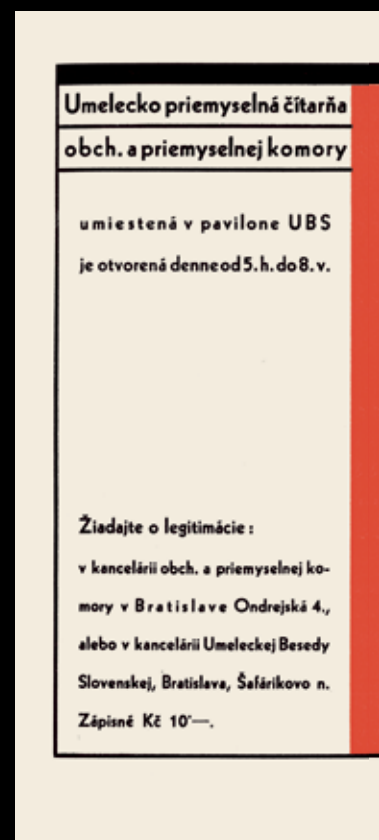 Umelecko priemyselná čítarňa
obch. a priemyselnej komory
umiestená v pavilone UBS
je otvorená denne od 5. h. do 8. v.
Žiadajte o legitimácie :
v kancelárii obch. a priemyselnej ko-
mory v Bratislave Ondrejská 4.,
alebo v kancelárii Umeleckej Besedy
Slovenskej, Bratislava, Šafárikovo n.
Zápisné Kč 10·—.